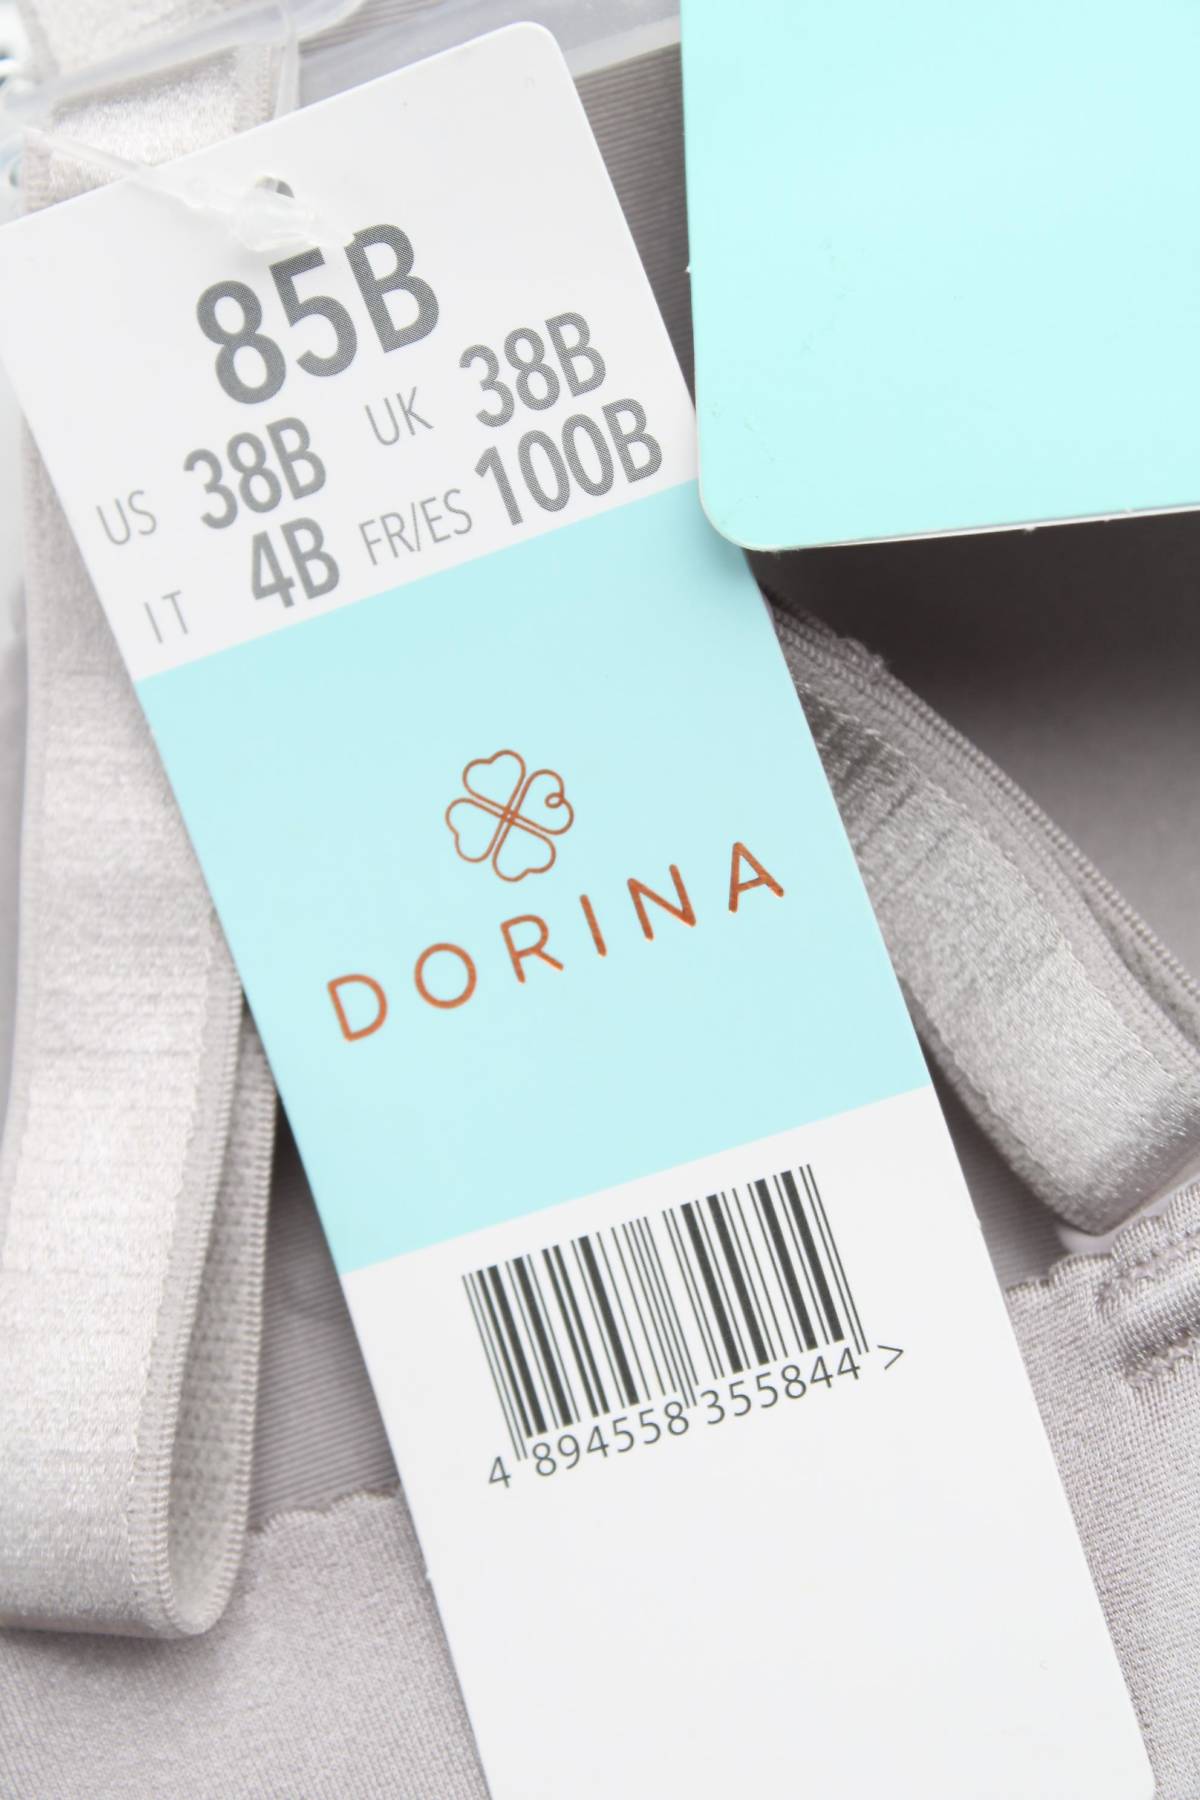 85B
US 38B UK 38B
IT 4B FR/ES 100B
DORINA
4 894558 355844 >